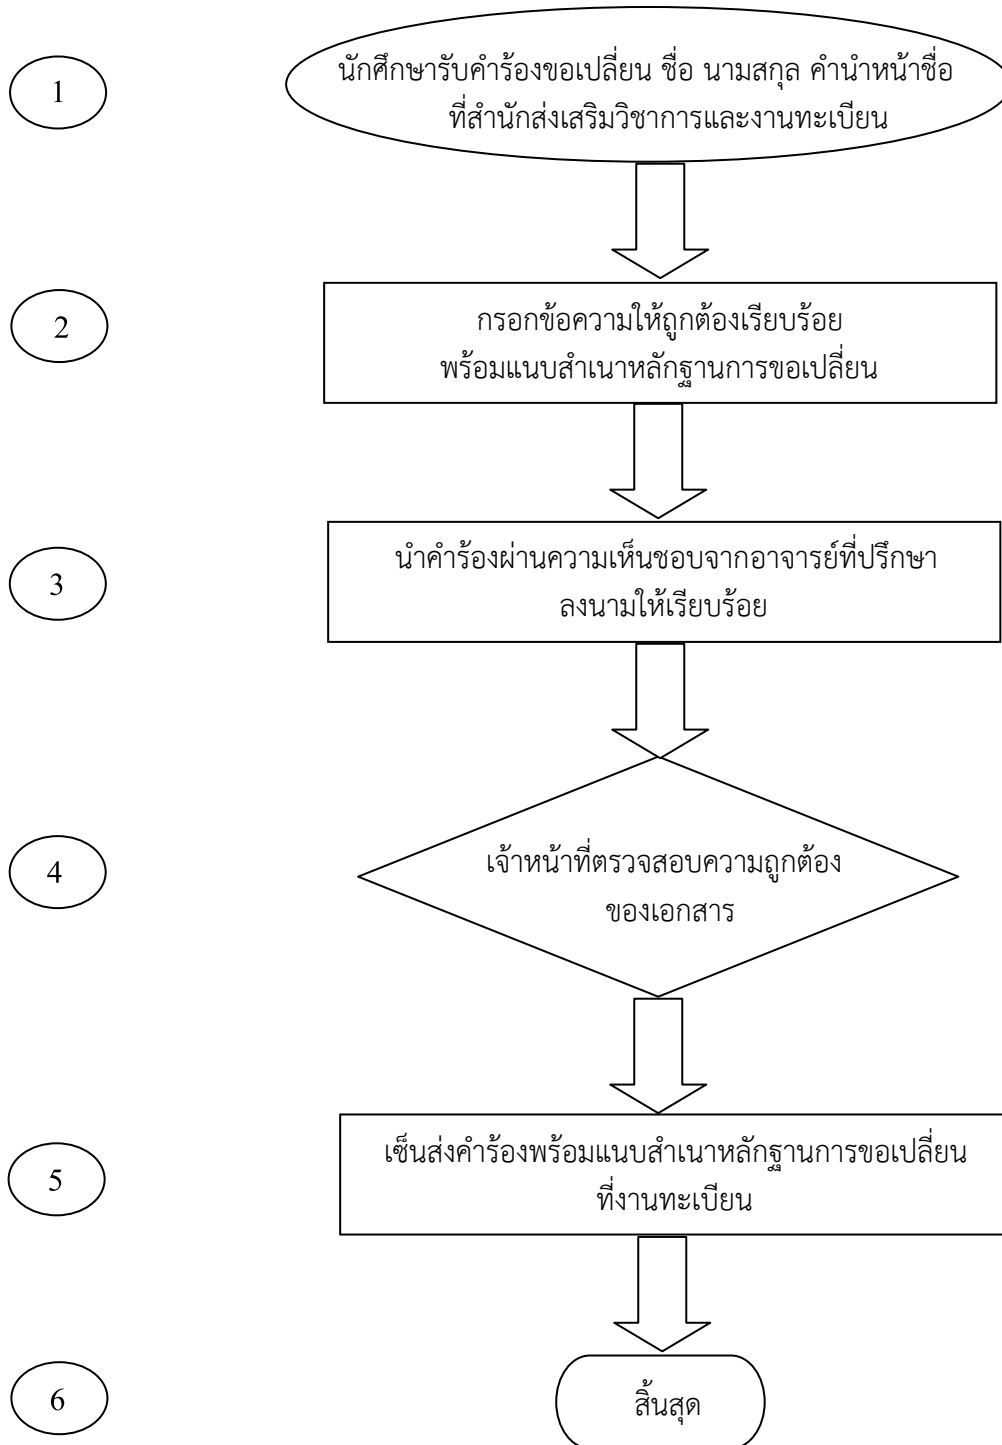 1
นักศึกษารับคำร้องขอเปลี่ยน ชื่อ นามสกุล คำนำหน้าชื่อ
ที่สำนักส่งเสริมวิชาการและงานทะเบียน
2
กรอกข้อความให้ถูกต้องเรียบร้อย
พร้อมแนบสำเนาหลักฐานการขอเปลี่ยน
3
นำคำร้องผ่านความเห็นชอบจากอาจารย์ที่ปรึกษา
ลงนามให้เรียบร้อย
4
เจ้าหน้าที่ตรวจสอบความถูกต้อง
ของเอกสาร
5
เซ็นส่งคำร้องพร้อมแนบสำเนาหลักฐานการขอเปลี่ยน
ที่งานทะเบียน
6
สิ้นสุด